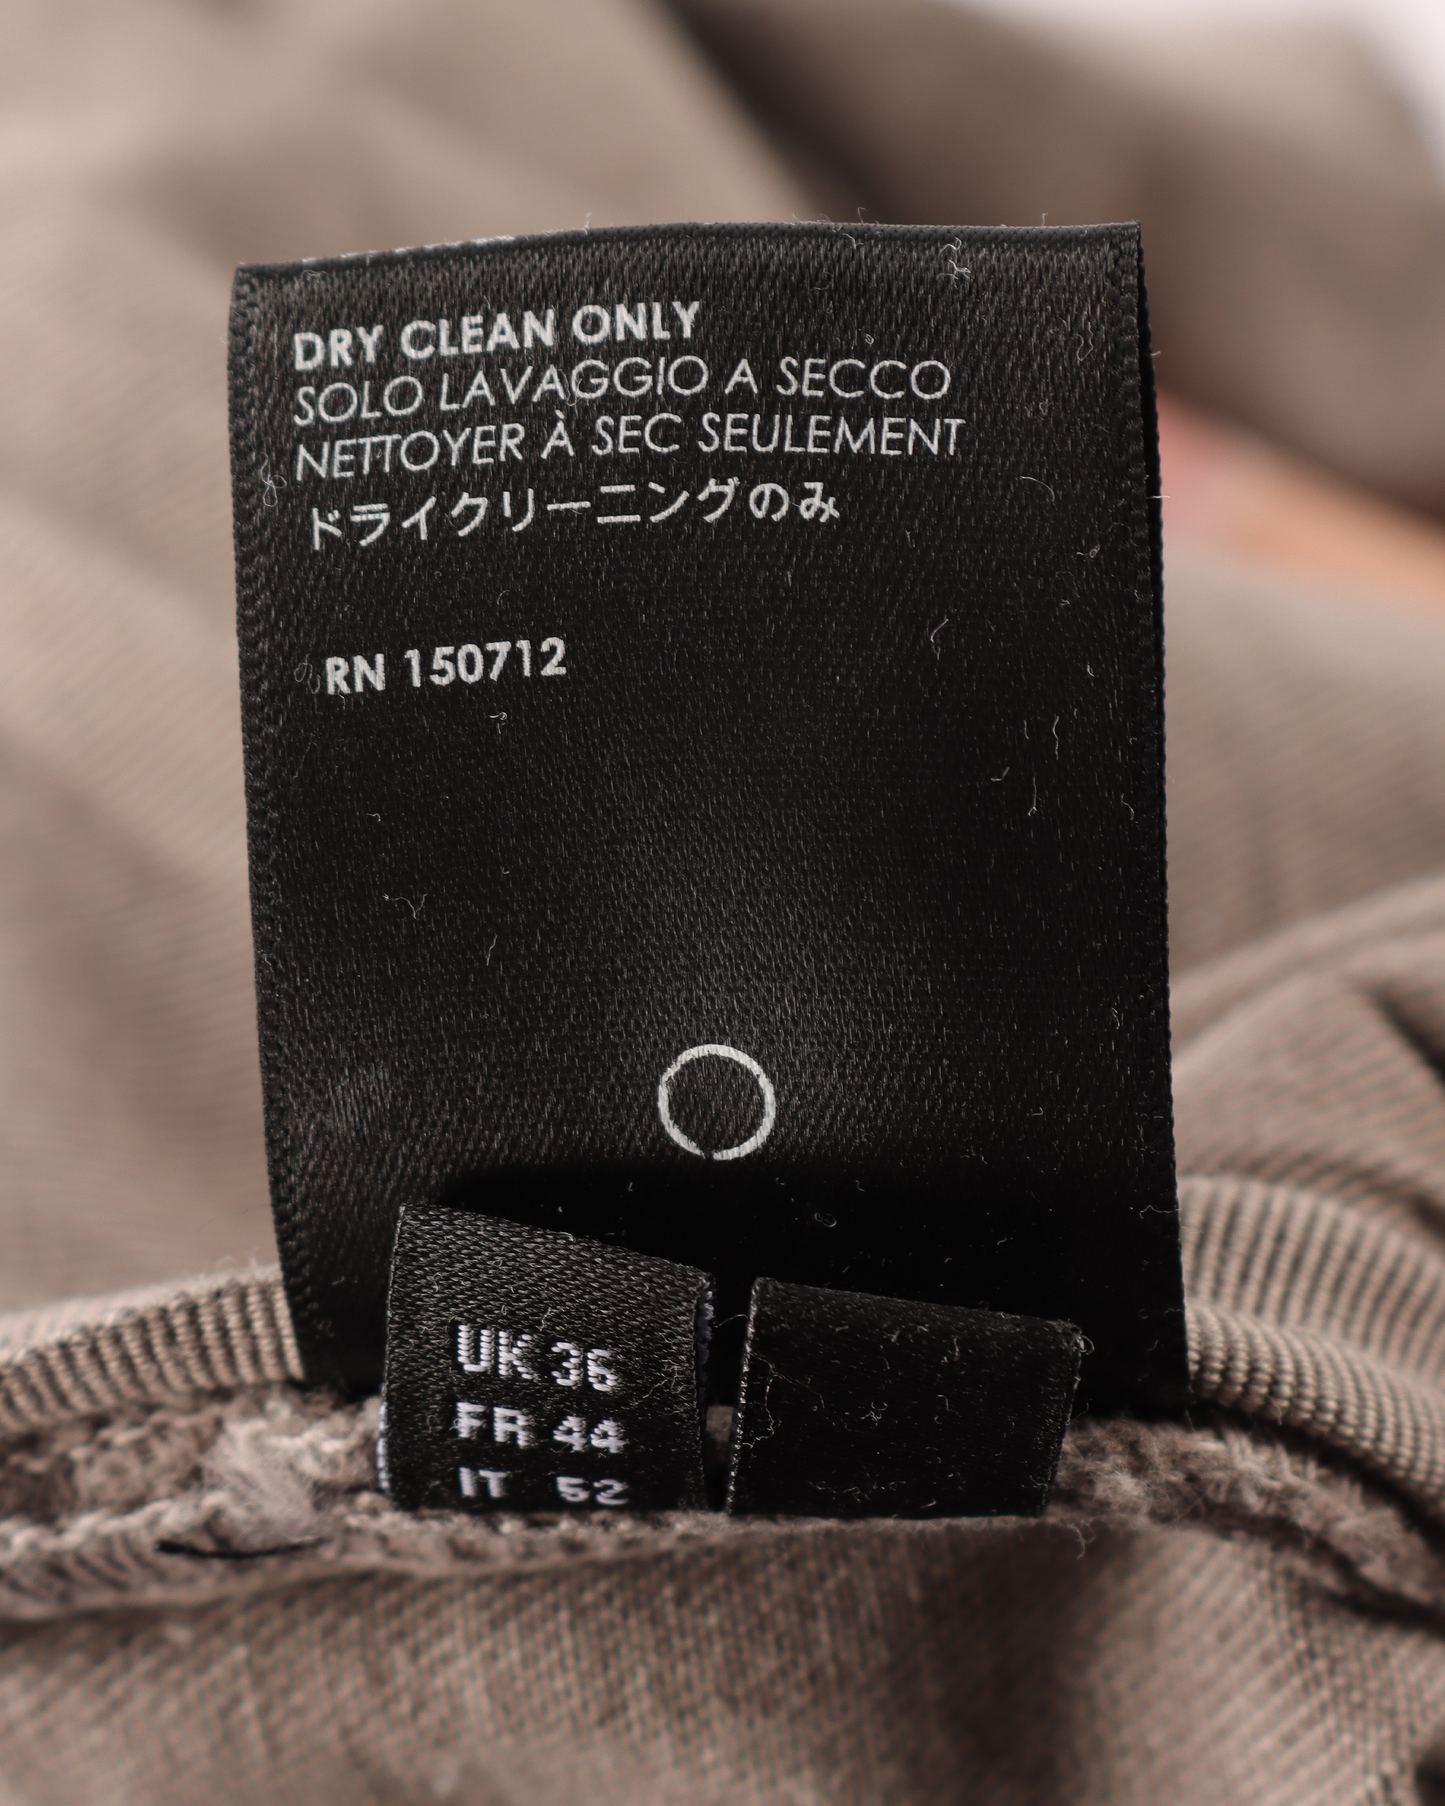 DRY CLEAN ONLY
SOLO LAVAGGIO A SECCO
NETTOYER À SEC SEULEMENT
ドライクリーニングのみ
RN 150712
UK 36
FR 44
IT 52